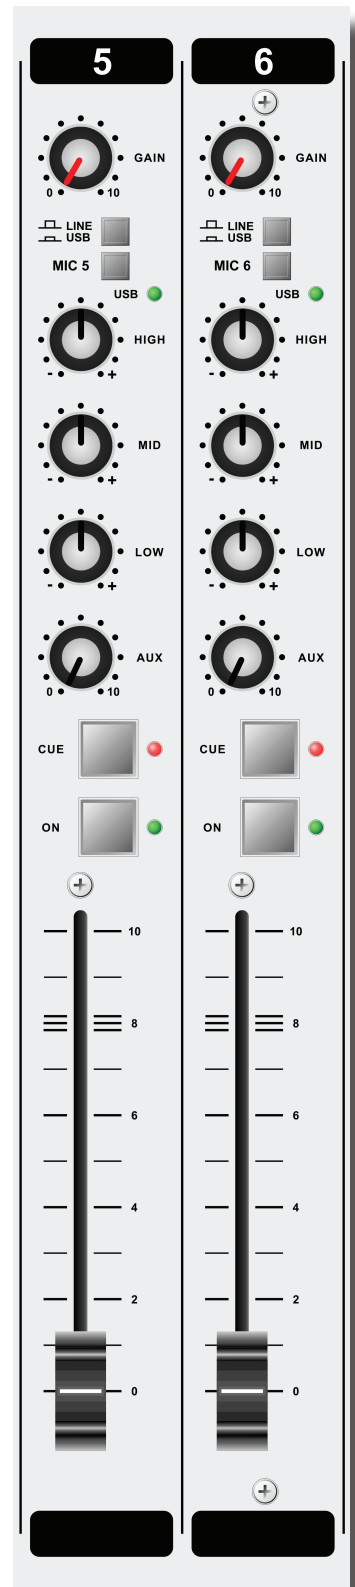 5
GAIN
0 10
LINE
USB
MIC 5
USB
HIGH
- +
MID
- +
LOW
- +
AUX
0 10
CUE
ON
10
8
6
4
2
0
6
GAIN
0 10
LINE
USB
MIC 6
USB
HIGH
- +
MID
- +
LOW
- +
AUX
0 10
CUE
ON
10
8
6
4
2
0